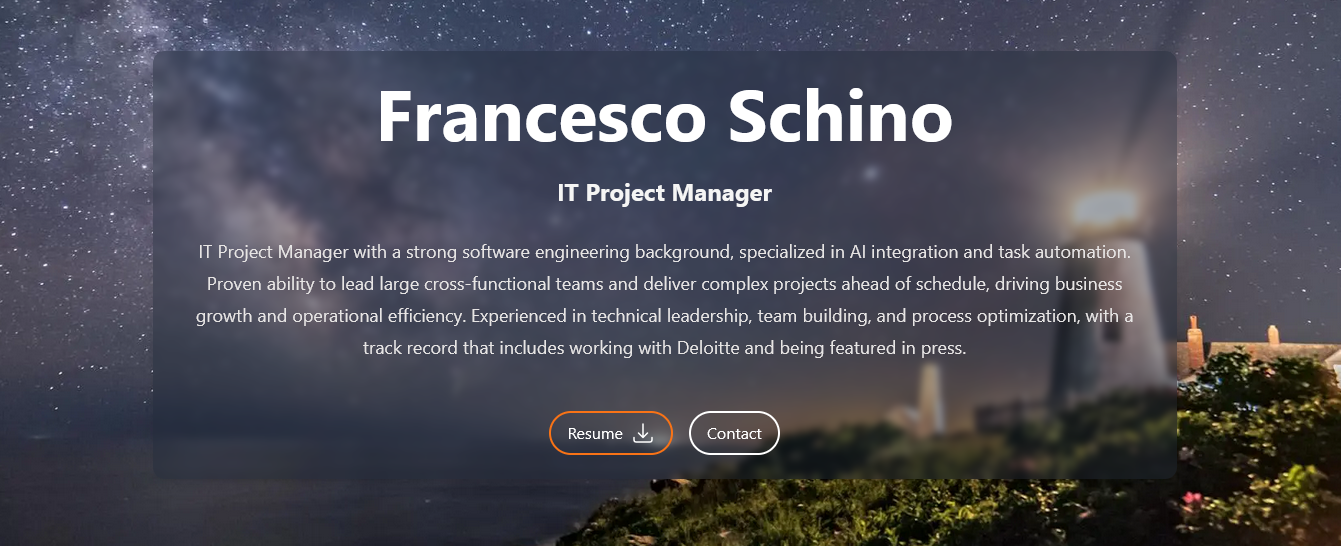 Francesco Schino
IT Project Manager
IT Project Manager with a strong software engineering background, specialized in AI integration and task automation.
Proven ability to lead large cross-functional teams and deliver complex projects ahead of schedule, driving business
growth and operational efficiency. Experienced in technical leadership, team building, and process optimization, with a
track record that includes working with Deloitte and being featured in press.
Resume
Contact